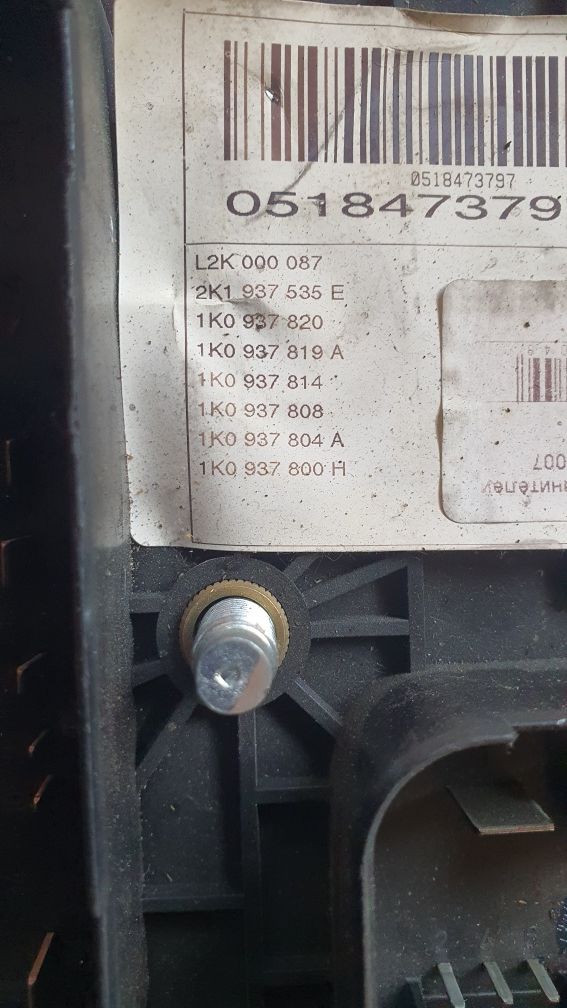 0518473797
051847379
L2K 000 087
2K1 937 535 E
1K0 937 820
1K0 937 819 A
1K0 937 814
1K0 937 808
1K0 937 804 A
1K0 937 800 H
007